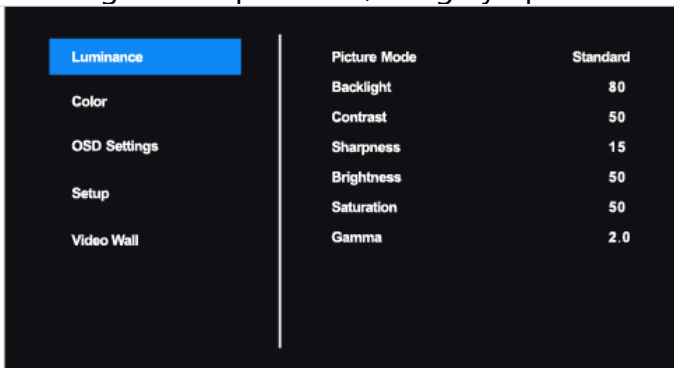 Luminance
Color
OSD Settings
Setup
Video Wall
Picture Mode Standard
Backlight 80
Contrast 50
Sharpness 15
Brightness 50
Saturation 50
Gamma 2.0